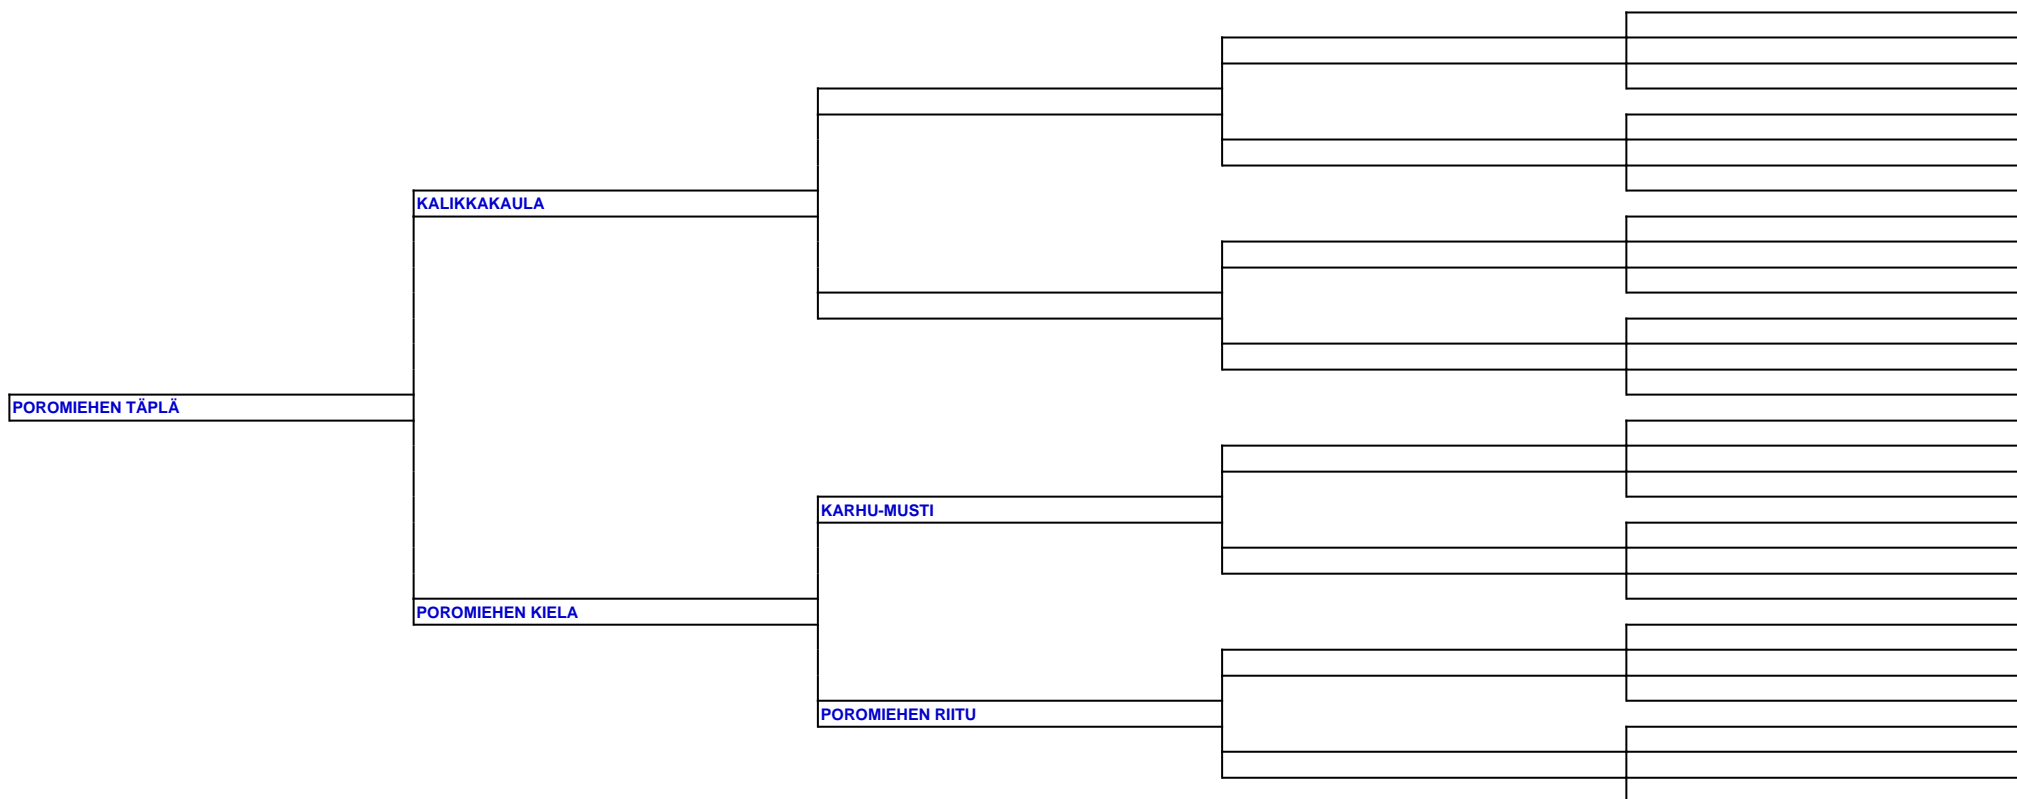 KALIKKAKAULA
POROMIEHEN TÄPLÄ
KARHU-MUSTI
POROMIEHEN KIELA
POROMIEHEN RIITU